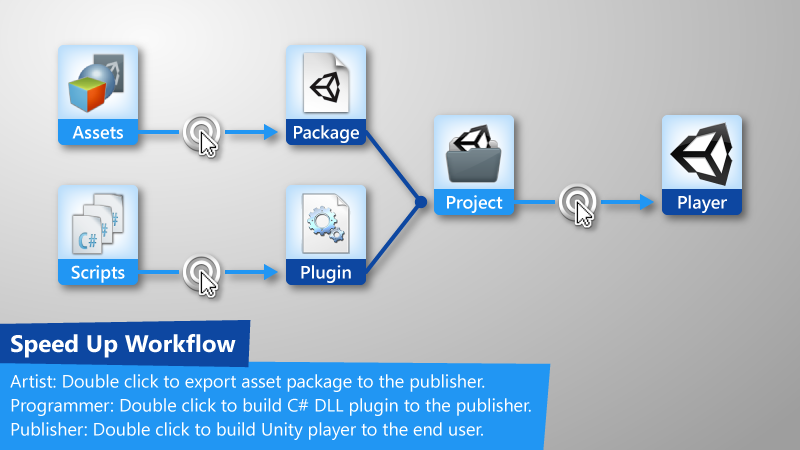 Assets
Package
Project
Player
Scripts
C#
#
#
Plugin
Speed Up Workflow
Artist: Double click to export asset package to the publisher.
Programmer: Double click to build C# DLL plugin to the publisher.
Publisher: Double click to build Unity player to the end user.